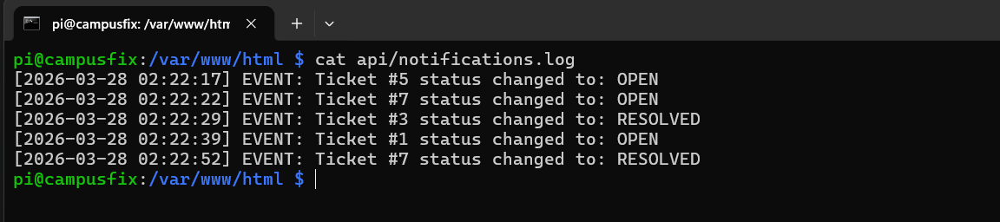 pi@campusfix: /var/www/htm
pi@campusfix:/var/www/html $ cat api/notifications.log
[2026-03-28 02:22:17] EVENT: Ticket #5 status changed to: OPEN
[2026-03-28 02:22:22] EVENT: Ticket #7 status changed to: OPEN
[2026-03-28 02:22:29] EVENT: Ticket #3 status changed to: RESOLVED
[2026-03-28 02:22:39] EVENT: Ticket #1 status changed to: OPEN
[2026-03-28 02:22:52] EVENT: Ticket #7 status changed to: RESOLVED
pi@campusfix:/var/www/html $